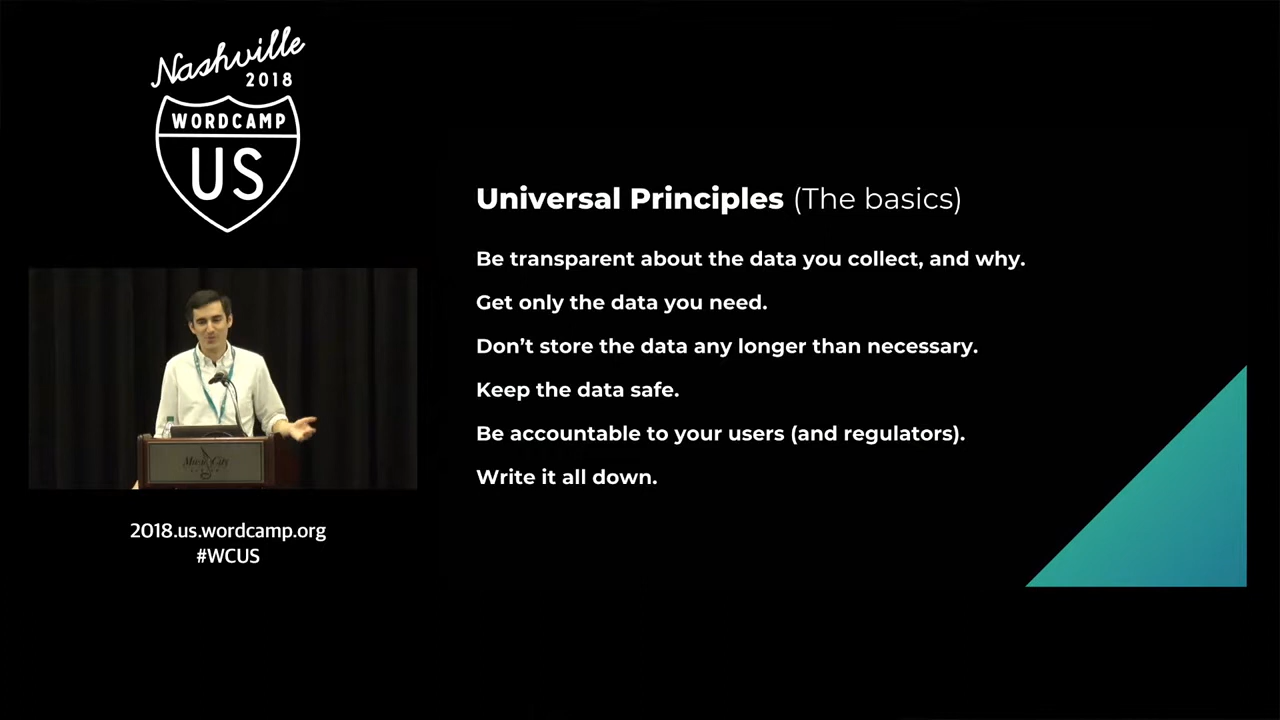 Nashville
2018
WORDCAMP
US
2018.us.wordcamp.org
#WCUS
Universal Principles (The basics)
Be transparent about the data you collect, and why.
Get only the data you need.
Don’t store the data any longer than necessary.
Keep the data safe.
Be accountable to your users (and regulators).
Write it all down.
Music City